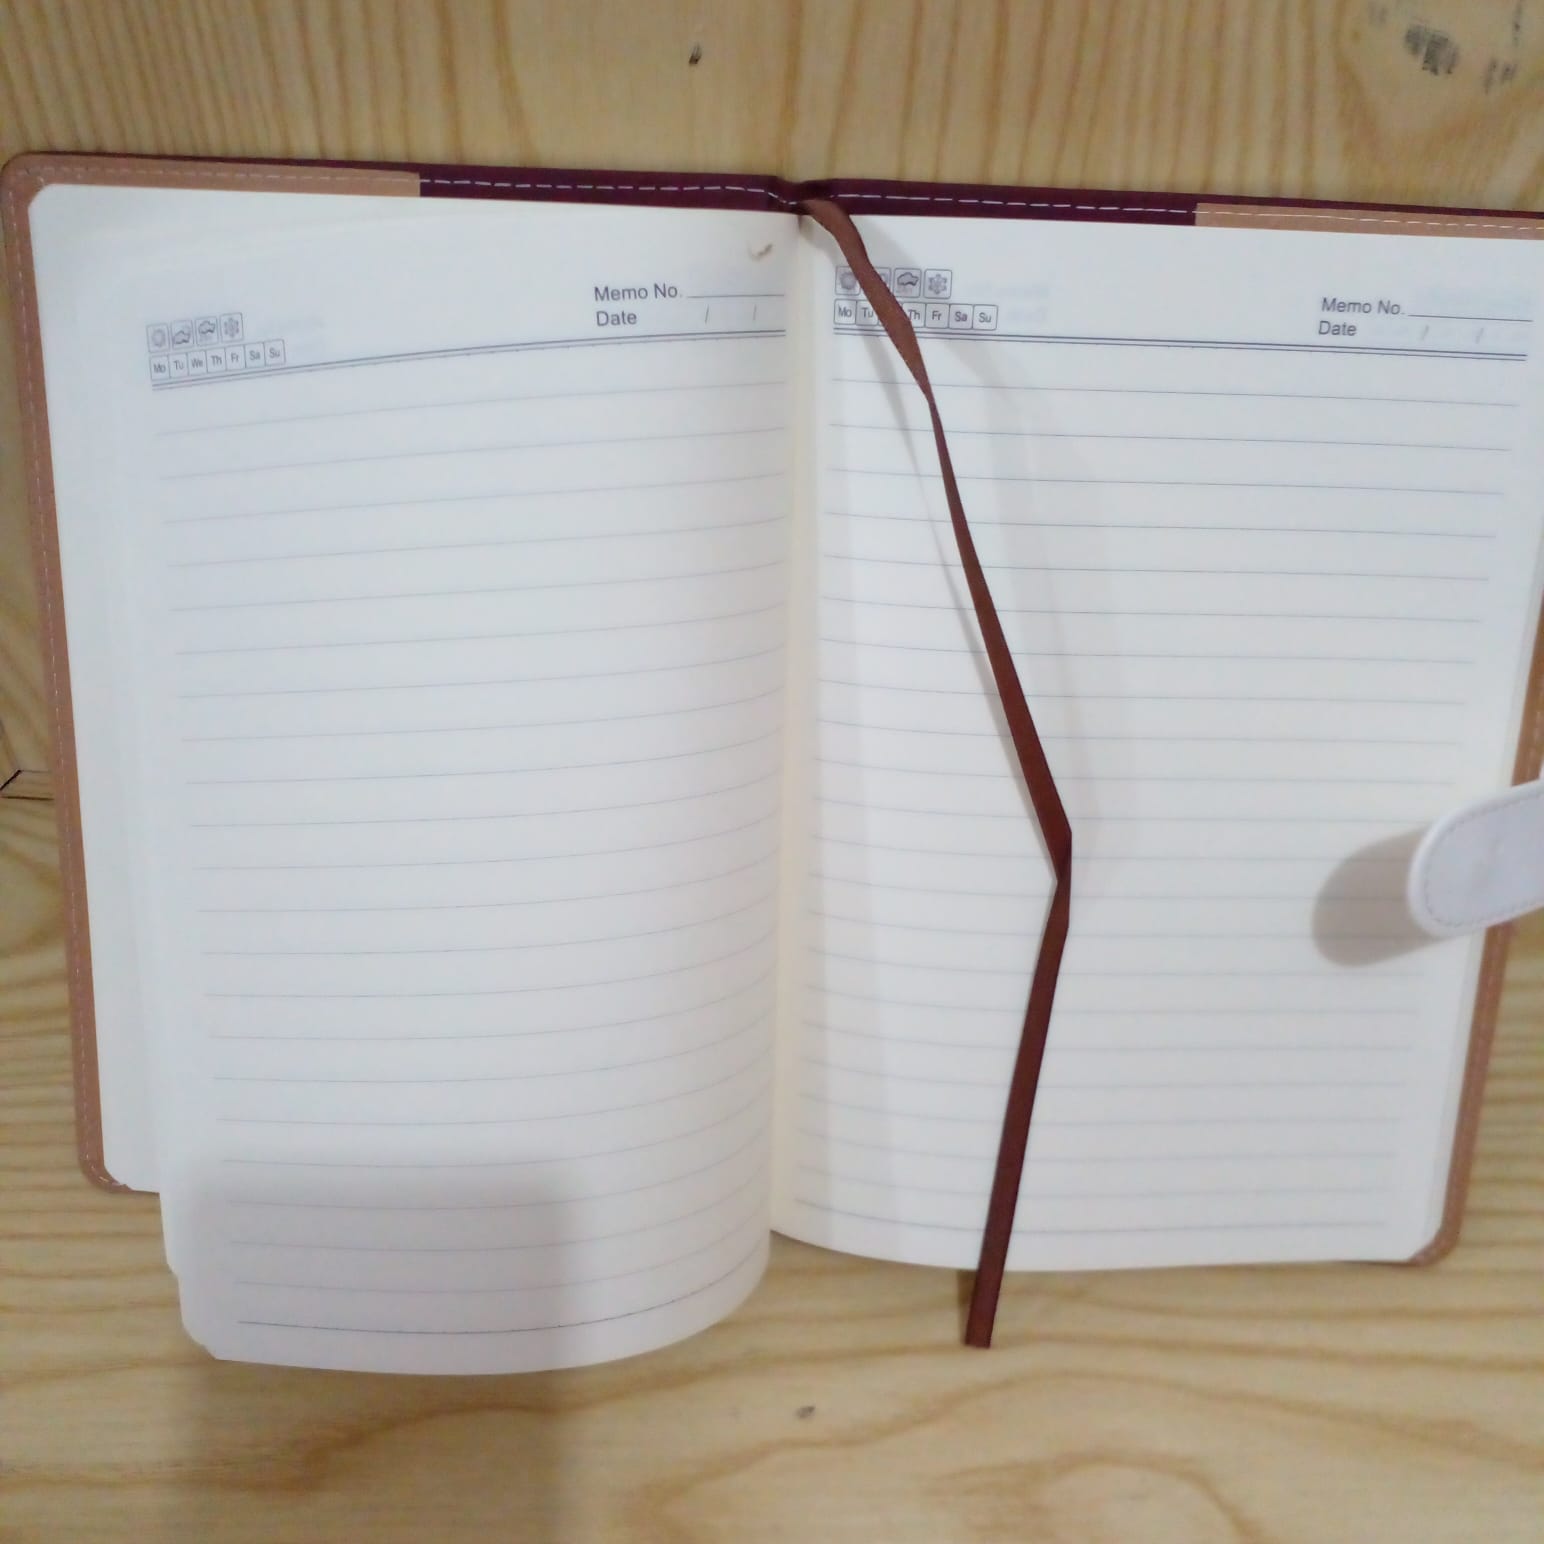 Memo No.
Date / /
Mo Tu We Th Fr Sa Su
Memo No.
Date / /
Mo Tu Th Fr Sa Su